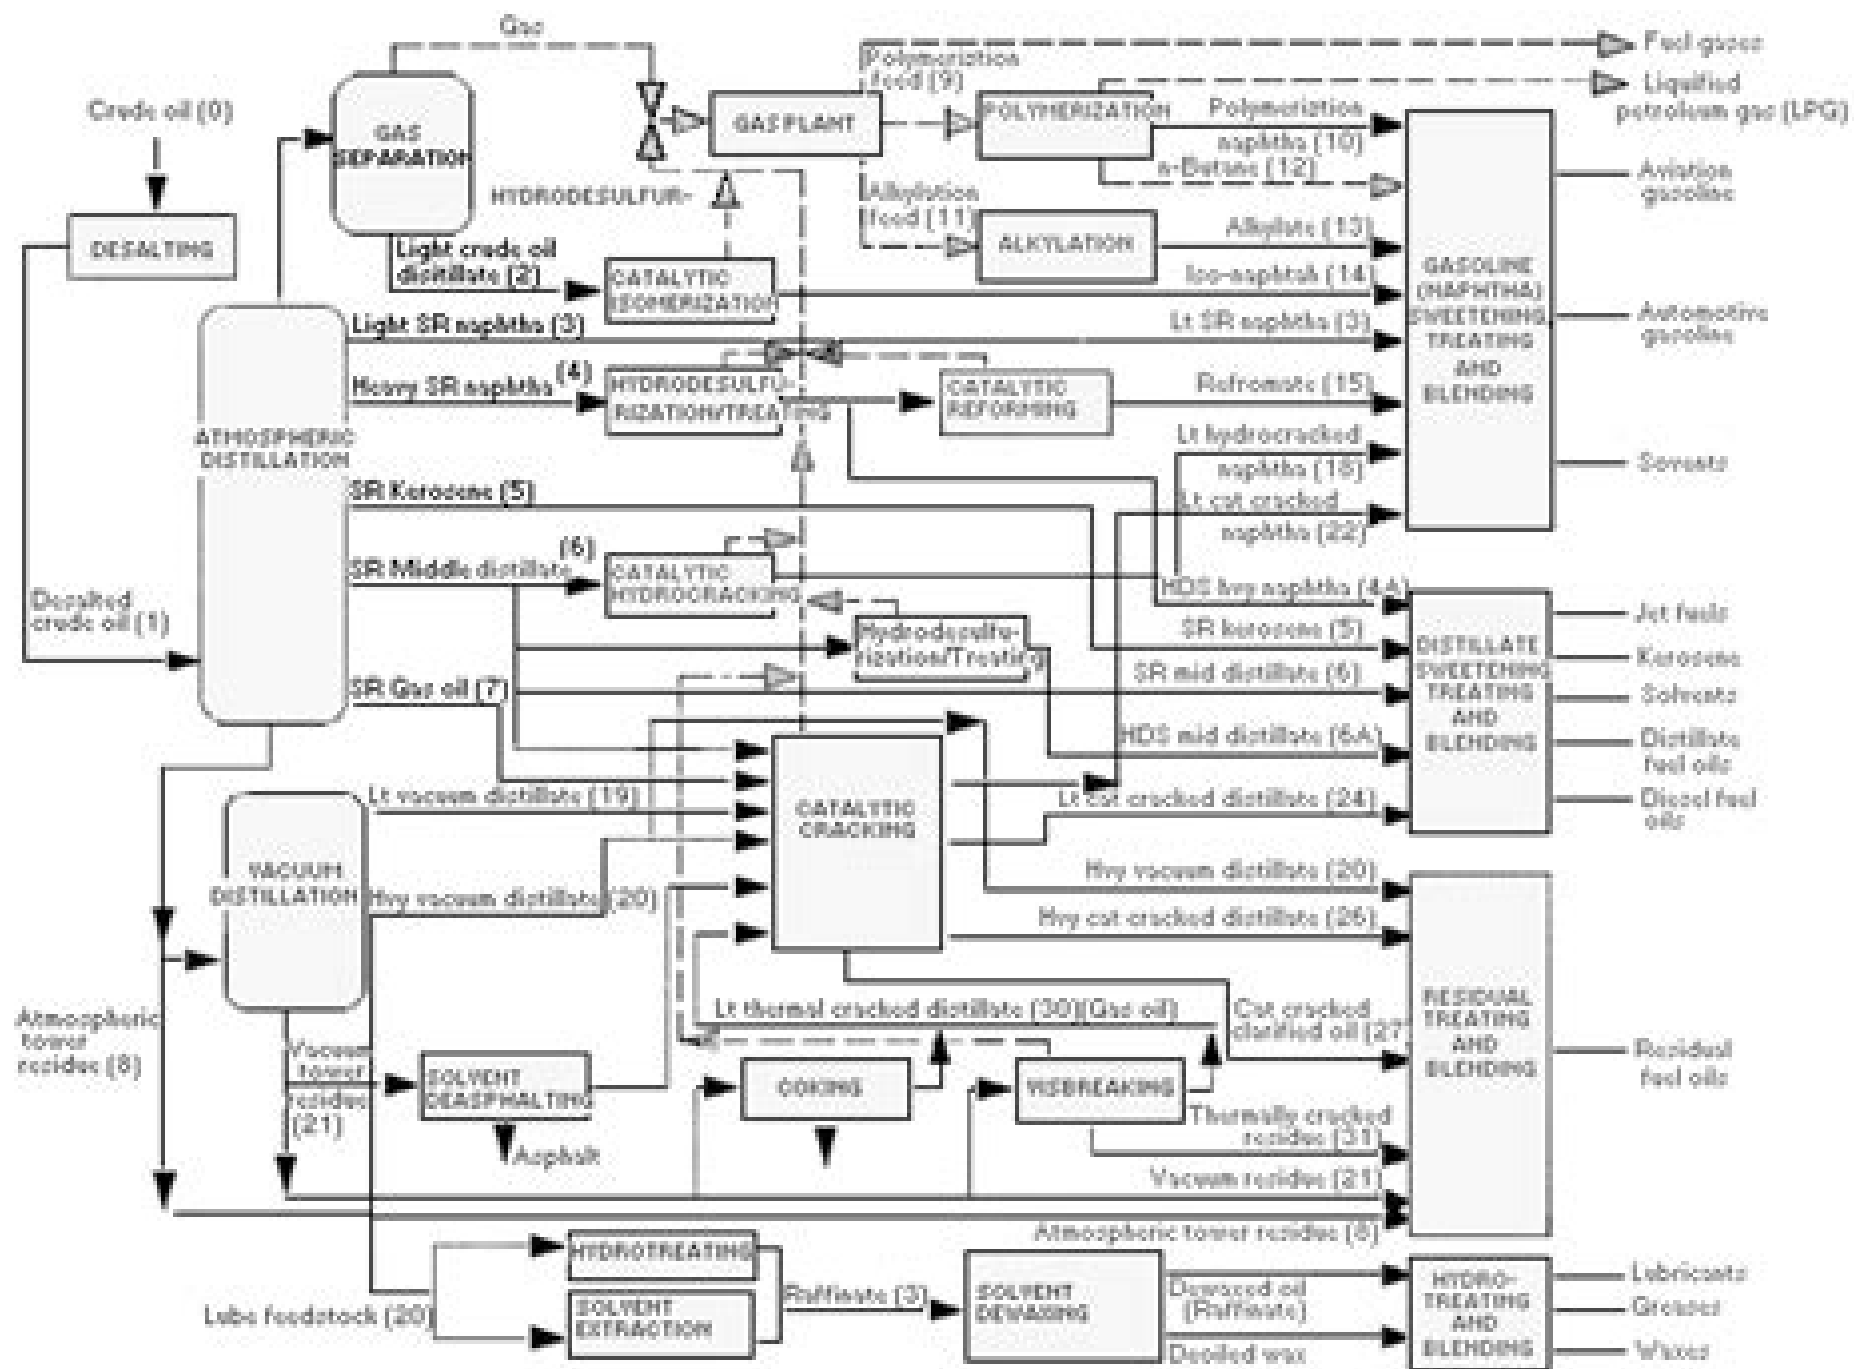 Gas
Fuel gases
Crude oil (0)
Polymeriztion
feed (9)
Liquified
petroleum gas (LPG)
GAS
SEPARATION
GAS PLANT
POLYMERIZATION
Polymeriztion
naphtha (10)
n-Butane (12)
Aviation
gasoline
HYDRODESULFUR-
Alkylation
feed (11)
DESALTING
Light crude oil
disitillate (2)
ALKYLATION
Alkylate (13)
CATALYTIC
ISOMERIZATION
Iso-naphtah (14)
GASOLINE
(NAPHTHA)
SWEETENING
TREATING
AND
BLENDING
Automotive
gasoline
Light SR naphtha (3)
Lt SR naphtha (3)
Heavy SR naphtha (4)
HYDRODESULFU-
RIZATION/TREATING
CATALYTIC
REFORMING
Refromate (15)
ATMOSPHERIC
DISTILLATION
Lt hydrocracked
naphtha (18)
Sovents
SR Kerosene (5)
Lt cat cracked
naphtha (22)
SR Middle distillate (6)
CATALYTIC
HYDROCRACKING
HDS hvy naphtha (4A)
Jet fuels
Desalted
crude oil (1)
Hydrodesulfu-
rization/Treating
SR kerosene (5)
DISTILLATE
SWEETENING
TREATING
AND
BLENDING
Kerosene
SR Gas oil (7)
SR mid distillate (6)
Solvents
HDS mid distillate (6A)
Distillate
fuel oils
Lt vacuum distillate (19)
CATALYTIC
CRACKING
Lt cat cracked distillate (24)
Diesel fuel
oils
VACUUM
DISTILLATION
Hvy vacuum distillate (20)
Hvy vacuum distillate (20)
Hvy cat cracked distillate (26)
Atmospheric
tower
residue (8)
Lt thermal cracked distillate (30)(Gas oil)
Cat cracked
clarified oil (27
RESIDUAL
TREATING
AND
BLENDING
Residual
fuel oils
Vacuum
tower
residue
(21)
SOLVENT
DEASPHALTING
COKING
VISBREAKING
Asphalt
Thermally cracked
residue (31)
Vacuum residue (21)
Atmospheric tower residue (8)
HYDROTREATING
Lube feedstock (20)
SOLVENT
EXTRACTION
Raffinate (3)
SOLVENT
DEWAXING
Dewaxed oil
(Raffinate)
Deoiled wax
HYDRO-
TREATING
AND
BLENDING
Lubricants
Greases
Waxes